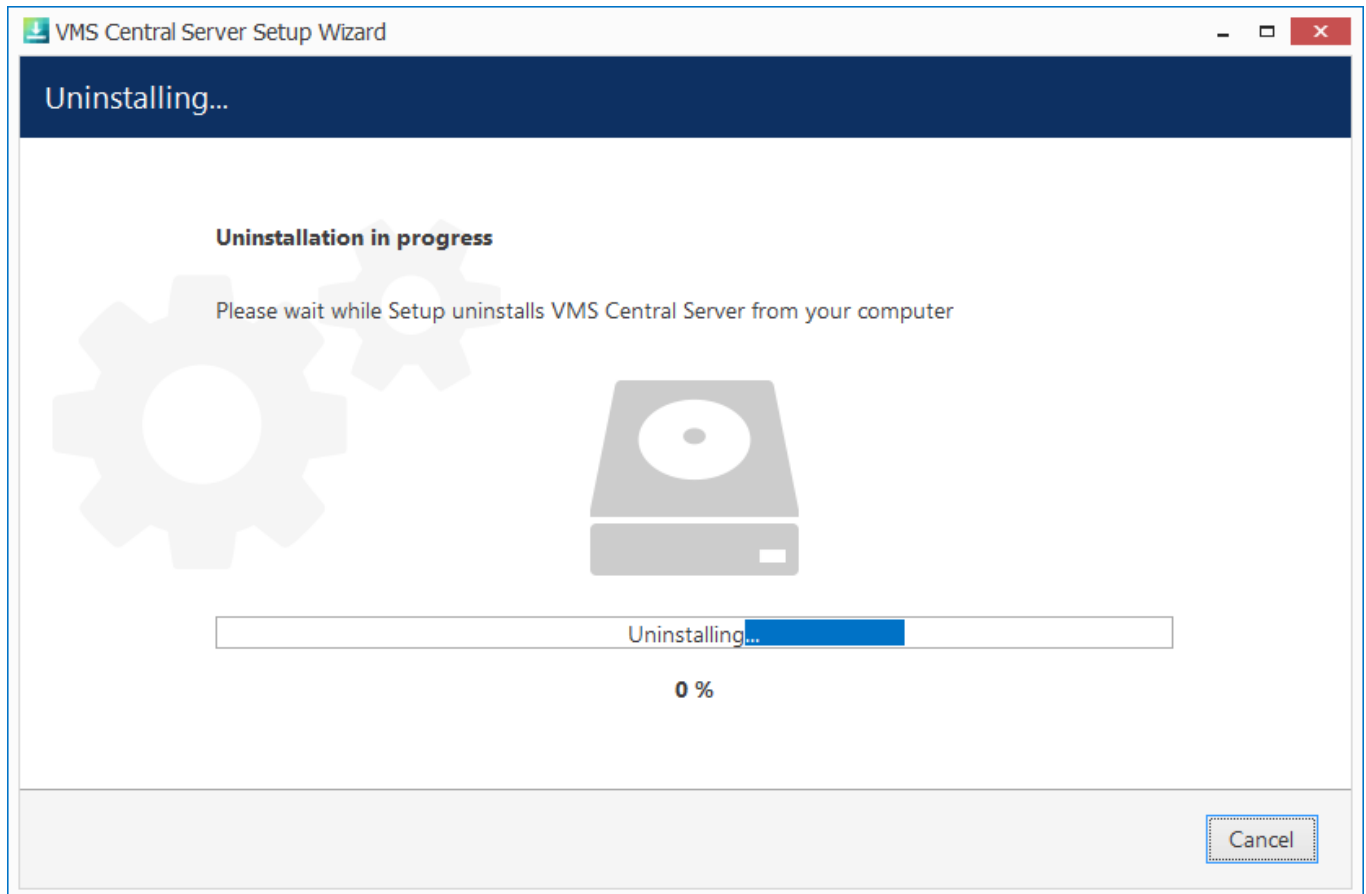 VMS Central Server Setup Wizard
Uninstalling...
Uninstallation in progress
Please wait while Setup uninstalls VMS Central Server from your computer
Uninstalling...
0 %
Cancel